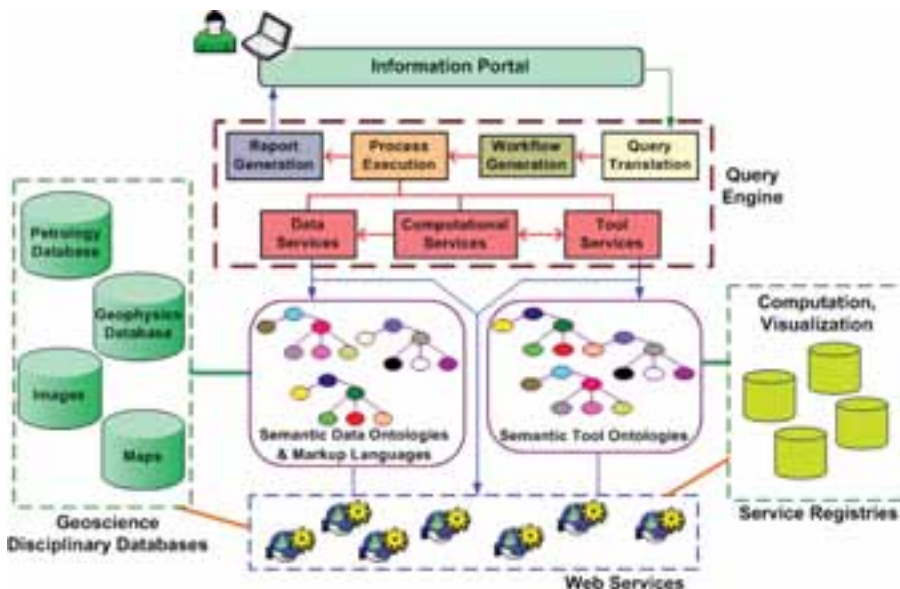 Information Portal
Report
Generation
Process
Execution
Workflow
Generation
Query
Translation
Query
Engine
Data
Services
Computational
Services
Tool
Services
Petrology
Database
Geophysics
Database
Images
Maps
Geoscience
Disciplinary Databases
Semantic Data Ontologies
& Markup Languages
Semantic Tool Ontologies
Computation,
Visualization
Service Registries
Web Services